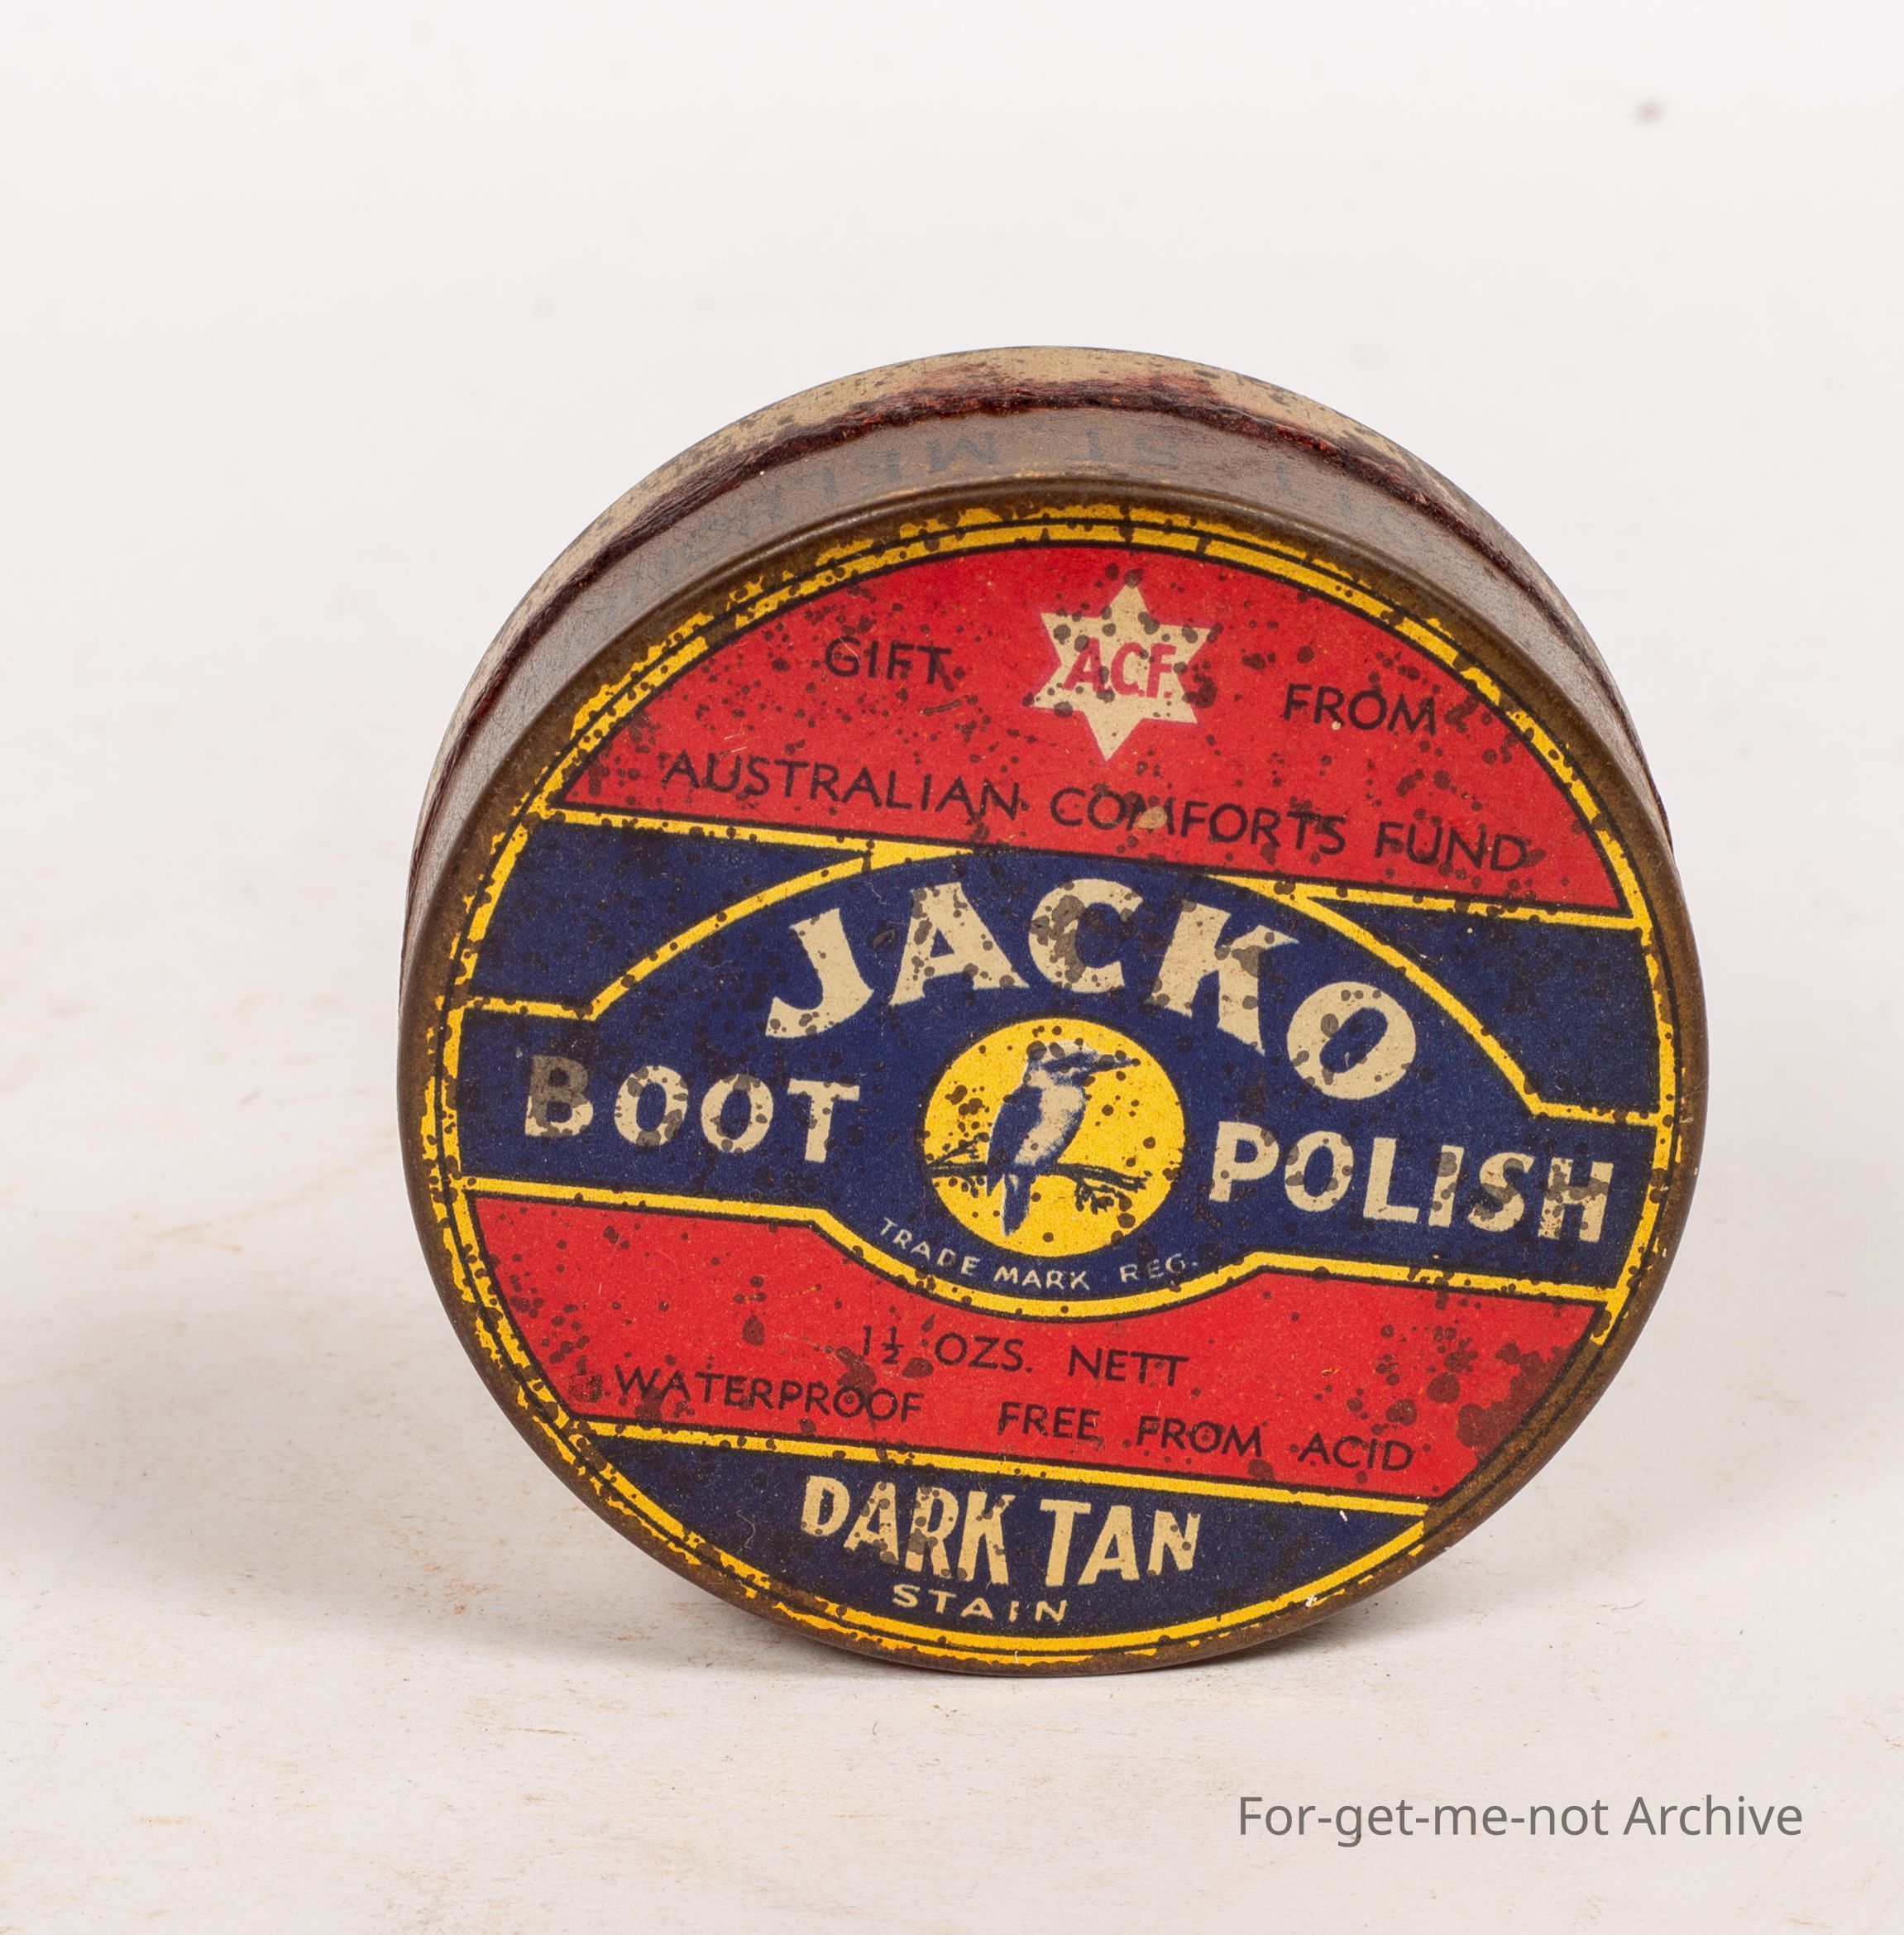 GIFT A.C.F. FROM
AUSTRALIAN COMFORTS FUND
JACKO
BOOT POLISH
TRADE MARK REG.
1½ OZS. NETT
WATERPROOF FREE FROM ACID
DARK TAN
STAIN
For-get-me-not Archive